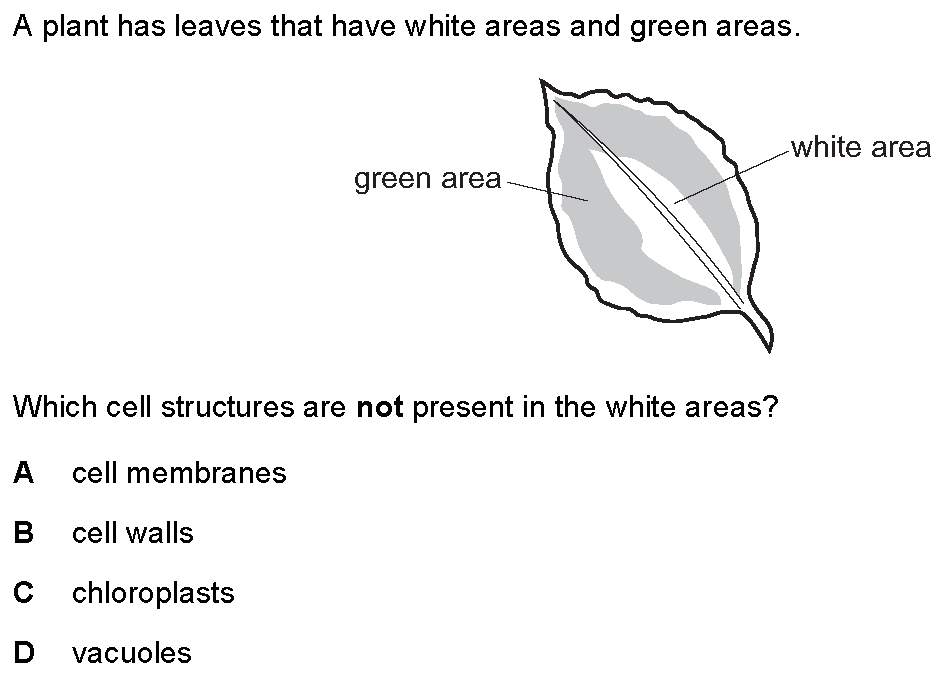 A plant has leaves that have white areas and green areas.
white area
green area
Which cell structures are not present in the white areas?
A cell membranes
B cell walls
C chloroplasts
D vacuoles